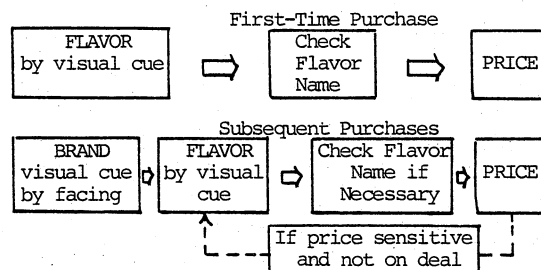 First-Time Purchase
FLAVOR
by visual cue
Check
Flavor
Name
PRICE
Subsequent Purchases
BRAND
visual cue
by facing
FLAVOR
by visual
cue
Check Flavor
Name if
Necessary
PRICE
If price sensitive
and not on deal